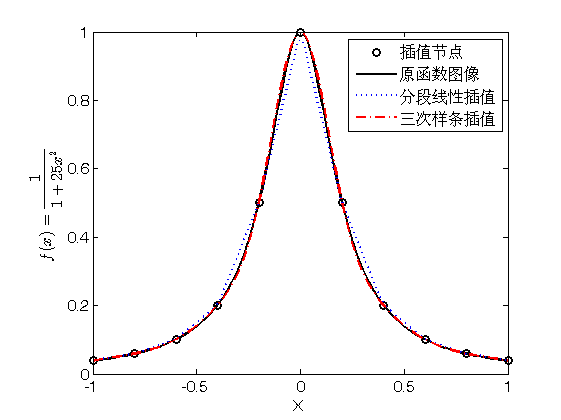 插值节点
原函数图像
分段线性插值
三次样条插值
f(x) = 1/(1+25x²)
1
0.8
0.6
0.4
0.2
0
-1
-0.5
0
0.5
1
X